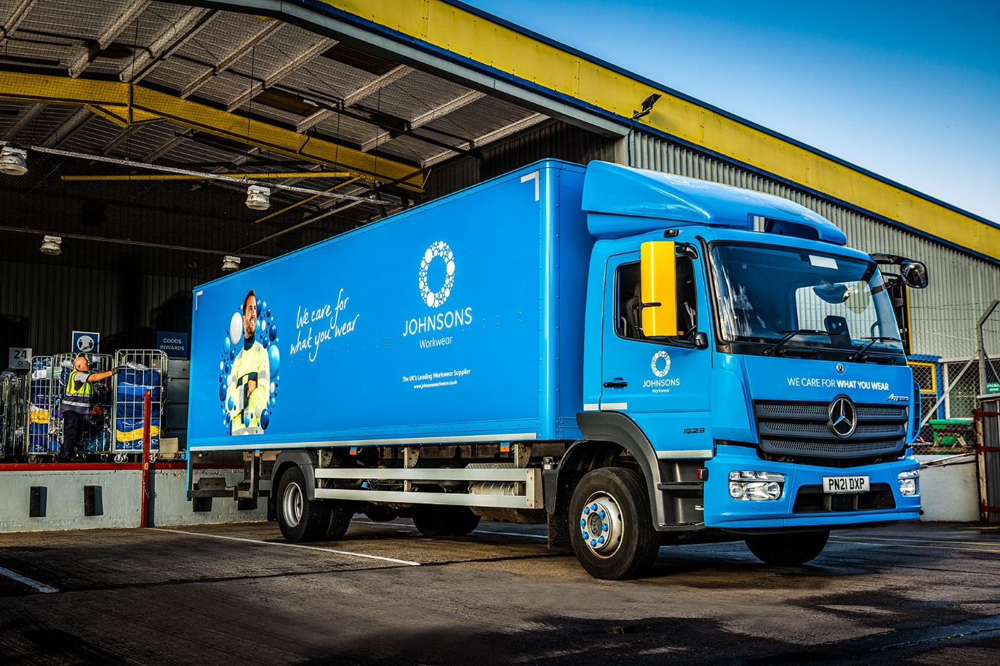 We care for
what you wear
JOHNSONS
Workwear
The UK's Leading Workwear Supplier
www.johnsonsworkwear.co.uk
JOHNSONS
Workwear
1523
WE CARE FOR WHAT YOU WEAR
PN21 DXP
24
GOODS
INWARDS